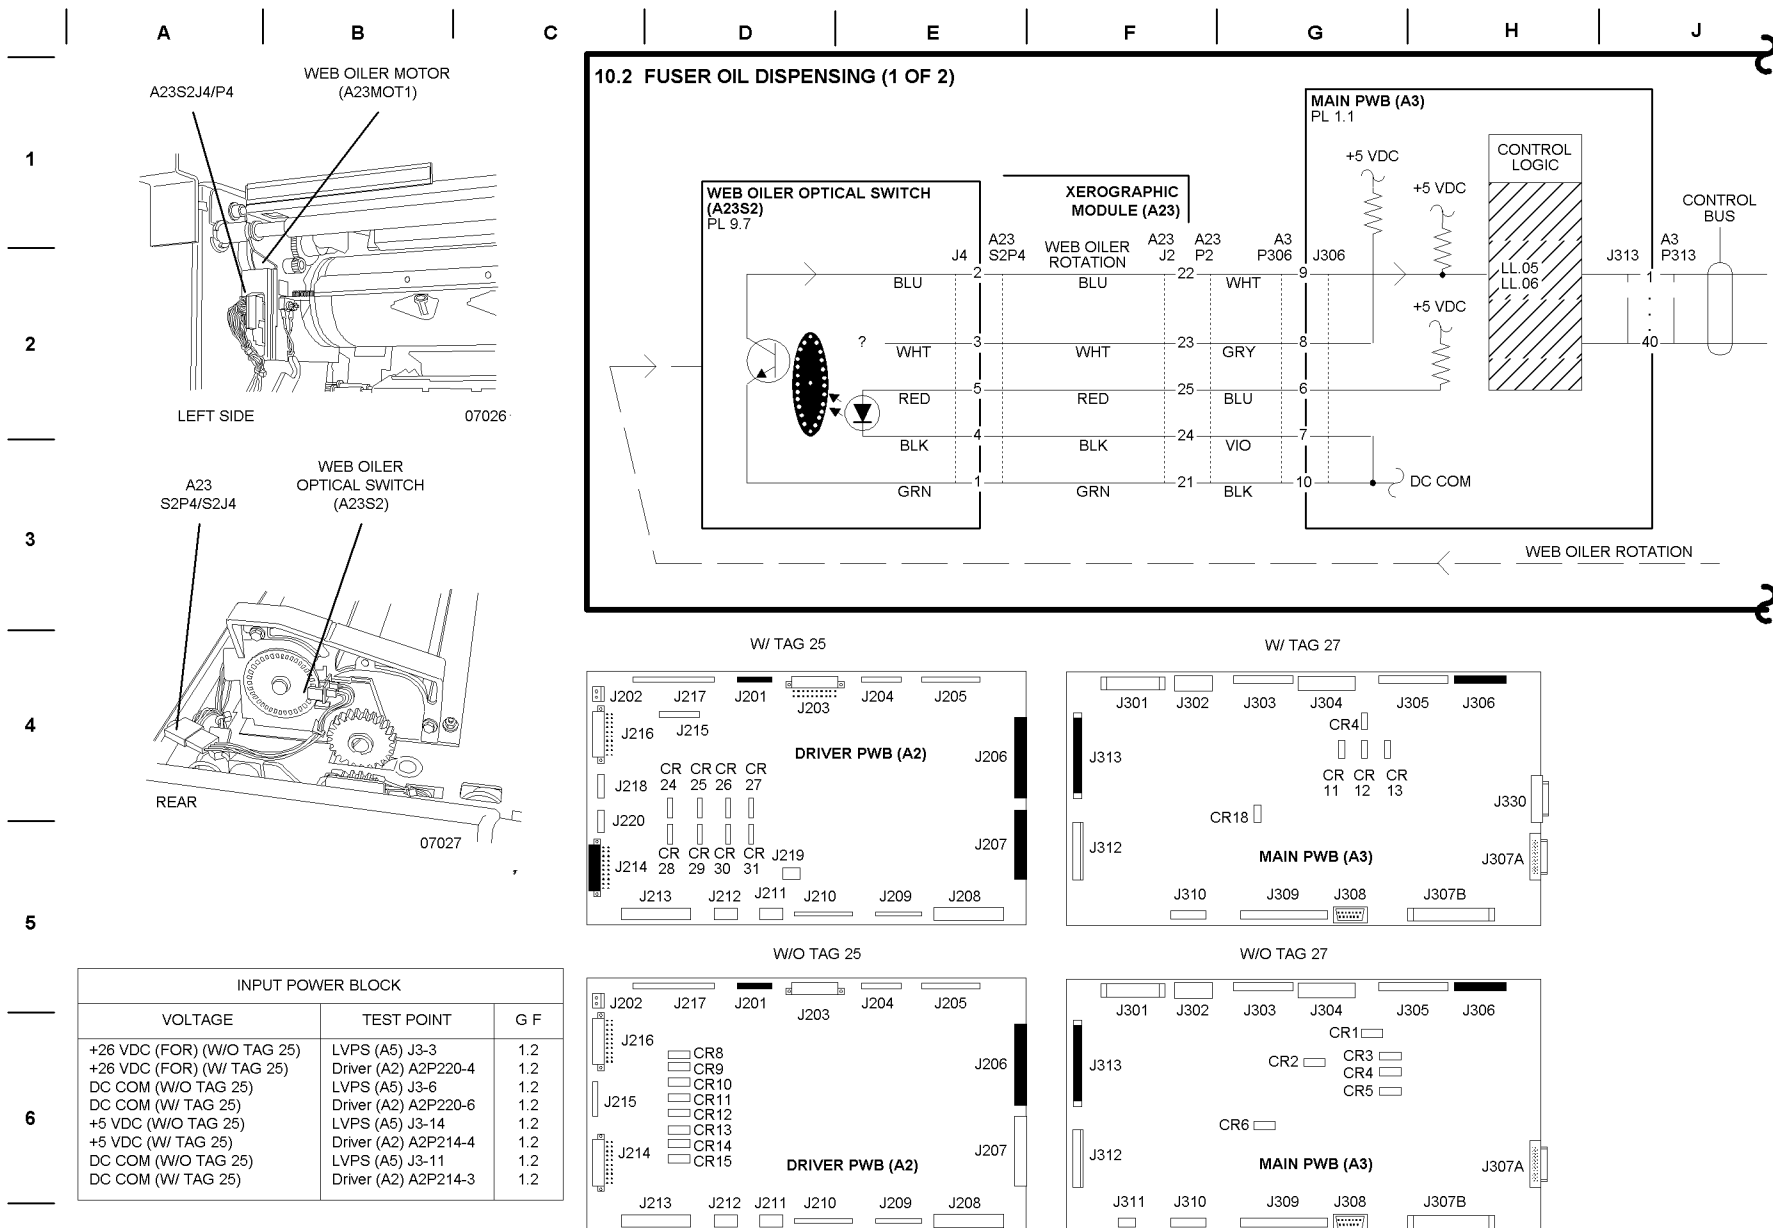 A B C D E F G H J
1
2
3
4
5
6
A23S2J4/P4
WEB OILER MOTOR
(A23MOT1)
LEFT SIDE
07026
A23
S2P4/S2J4
WEB OILER
OPTICAL SWITCH
(A23S2)
REAR
07027
10.2 FUSER OIL DISPENSING (1 OF 2)
WEB OILER OPTICAL SWITCH
(A23S2)
PL 9.7
XEROGRAPHIC
MODULE (A23)
MAIN PWB (A3)
PL 1.1
+5 VDC
+5 VDC
+5 VDC
CONTROL
LOGIC
LL.05
LL.06
CONTROL
BUS
J4
A23
S2P4
WEB OILER
ROTATION
A23
J2
A23
P2
A3
P306
J306
J313
A3
P313
2 22 9 1
BLU BLU WHT
? 3 23 8 40
WHT WHT GRY
5 25 6
RED RED BLU
4 24 7
BLK BLK VIO
1 21 10 DC COM
GRN GRN BLK
WEB OILER ROTATION
W/ TAG 25
J202 J217 J201 J203 J204 J205
J216 J215
DRIVER PWB (A2)
J206
J218
CR
24
CR
25
CR
26
CR
27
J220
J214
CR
28
CR
29
CR
30
CR
31
J219
J207
J213 J212 J211 J210 J209 J208
W/ TAG 27
J301 J302 J303 J304 J305 J306
CR4
J313
CR
11
CR
12
CR
13
J330
CR18
J312
MAIN PWB (A3)
J307A
J310 J309 J308 J307B
W/O TAG 25
J202 J217 J201 J203 J204 J205
J216
CR8
CR9
CR10
CR11
CR12
CR13
CR14
CR15
J206
J215
J214
DRIVER PWB (A2)
J207
J213 J212 J211 J210 J209 J208
W/O TAG 27
J301 J302 J303 J304 J305 J306
CR1
CR2
CR3
CR4
CR5
J313
CR6
J312
MAIN PWB (A3)
J307A
J311 J310 J309 J308 J307B
INPUT POWER BLOCK
VOLTAGE TEST POINT G F
+26 VDC (FOR) (W/O TAG 25) LVPS (A5) J3-3 1.2
+26 VDC (FOR) (W/ TAG 25) Driver (A2) A2P220-4 1.2
DC COM (W/O TAG 25) LVPS (A5) J3-6 1.2
DC COM (W/ TAG 25) Driver (A2) A2P220-6 1.2
+5 VDC (W/O TAG 25) LVPS (A5) J3-14 1.2
+5 VDC (W/ TAG 25) Driver (A2) A2P214-4 1.2
DC COM (W/O TAG 25) LVPS (A5) J3-11 1.2
DC COM (W/ TAG 25) Driver (A2) A2P214-3 1.2